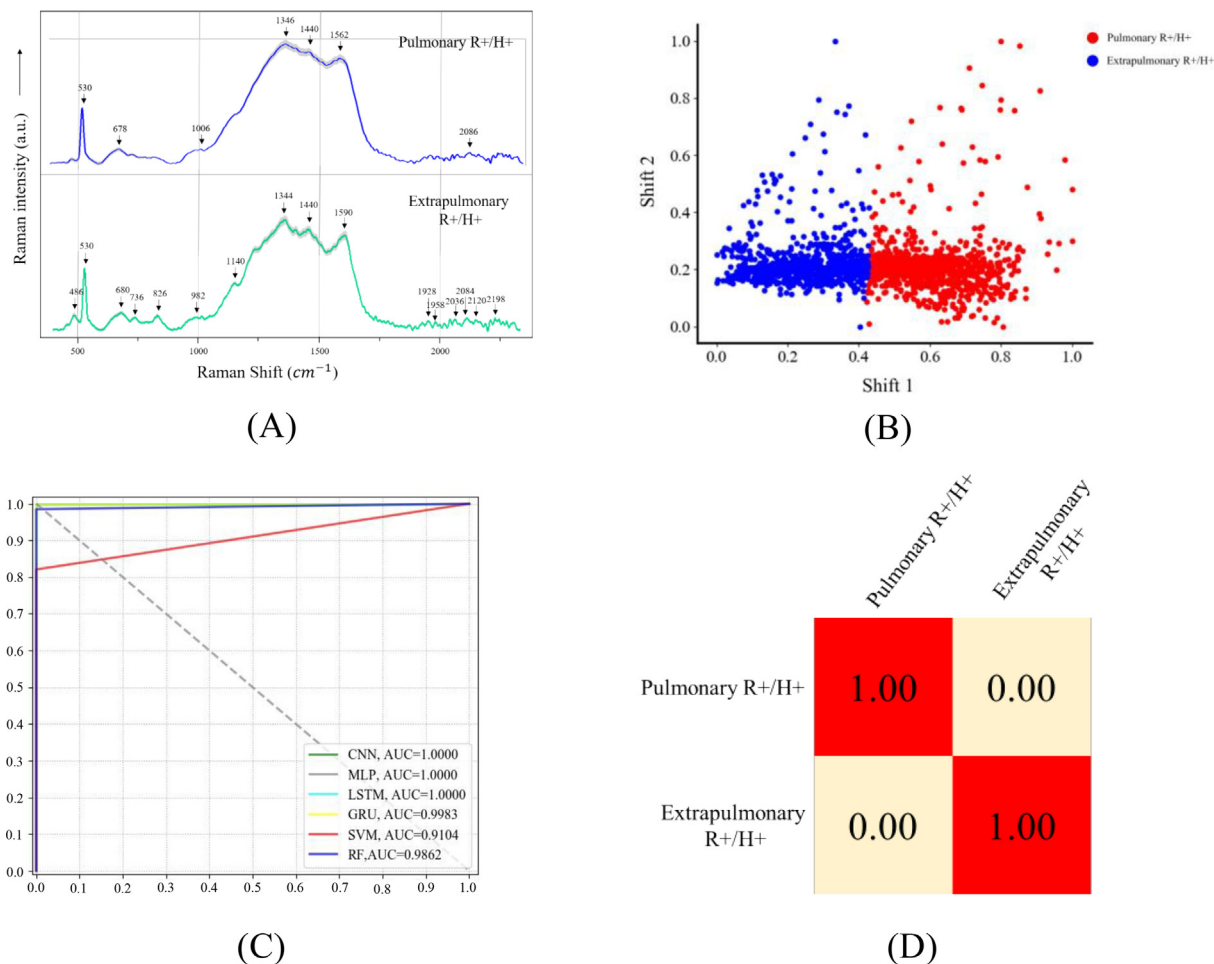 1346
1440
1562
Pulmonary R+/H+
530
678
1006
2086
Raman intensity (a.u.)
Extrapulmonary
R+/H+
1344
1440
1590
530
1140
486
680
736
826
982
1928
1958
2036
2084
2120
2198
500
1000
1500
2000
Raman Shift (cm⁻¹)
(A)
Pulmonary R+/H+
Extrapulmonary R+/H+
1.0
0.8
0.6
0.4
0.2
0.0
Shift 2
0.0 0.2 0.4 0.6 0.8 1.0
Shift 1
(B)
1.0
0.9
0.8
0.7
0.6
0.5
0.4
0.3
0.2
0.1
0.0
CNN, AUC=1.0000
MLP, AUC=1.0000
LSTM, AUC=1.0000
GRU, AUC=0.9983
SVM, AUC=0.9104
RF,AUC=0.9862
0.0 0.1 0.2 0.3 0.4 0.5 0.6 0.7 0.8 0.9 1.0
(C)
Pulmonary R+/H+
Extrapulmonary
R+/H+
Pulmonary R+/H+
1.00 0.00
Extrapulmonary
R+/H+
0.00 1.00
(D)